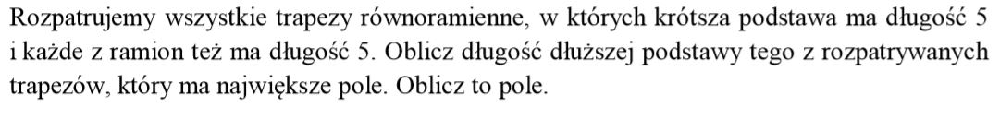 Rozpatrujemy wszystkie trapezy równoramienne, w których krótsza podstawa ma długość 5
i każde z ramion też ma długość 5. Oblicz długość dłuższej podstawy tego z rozpatrywanych
trapezów, który ma największe pole. Oblicz to pole.